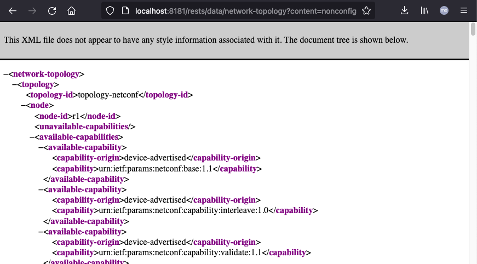 localhost:8181/rests/data/network-topology?content=nonconfig
This XML file does not appear to have any style information associated with it. The document tree is shown below.
−<network-topology>
−<topology>
<topology-id>topology-netconf</topology-id>
−<node>
<node-id>r1</node-id>
<unavailable-capabilities/>
−<available-capabilities>
−<available-capability>
<capability-origin>device-advertised</capability-origin>
<capability>urn:ietf:params:netconf:base:1.1</capability>
</available-capability>
−<available-capability>
<capability-origin>device-advertised</capability-origin>
<capability>urn:ietf:params:netconf:capability:interleave:1.0</capability>
</available-capability>
−<available-capability>
<capability-origin>device-advertised</capability-origin>
<capability>urn:ietf:params:netconf:capability:validate:1.1</capability>
</available-capability>